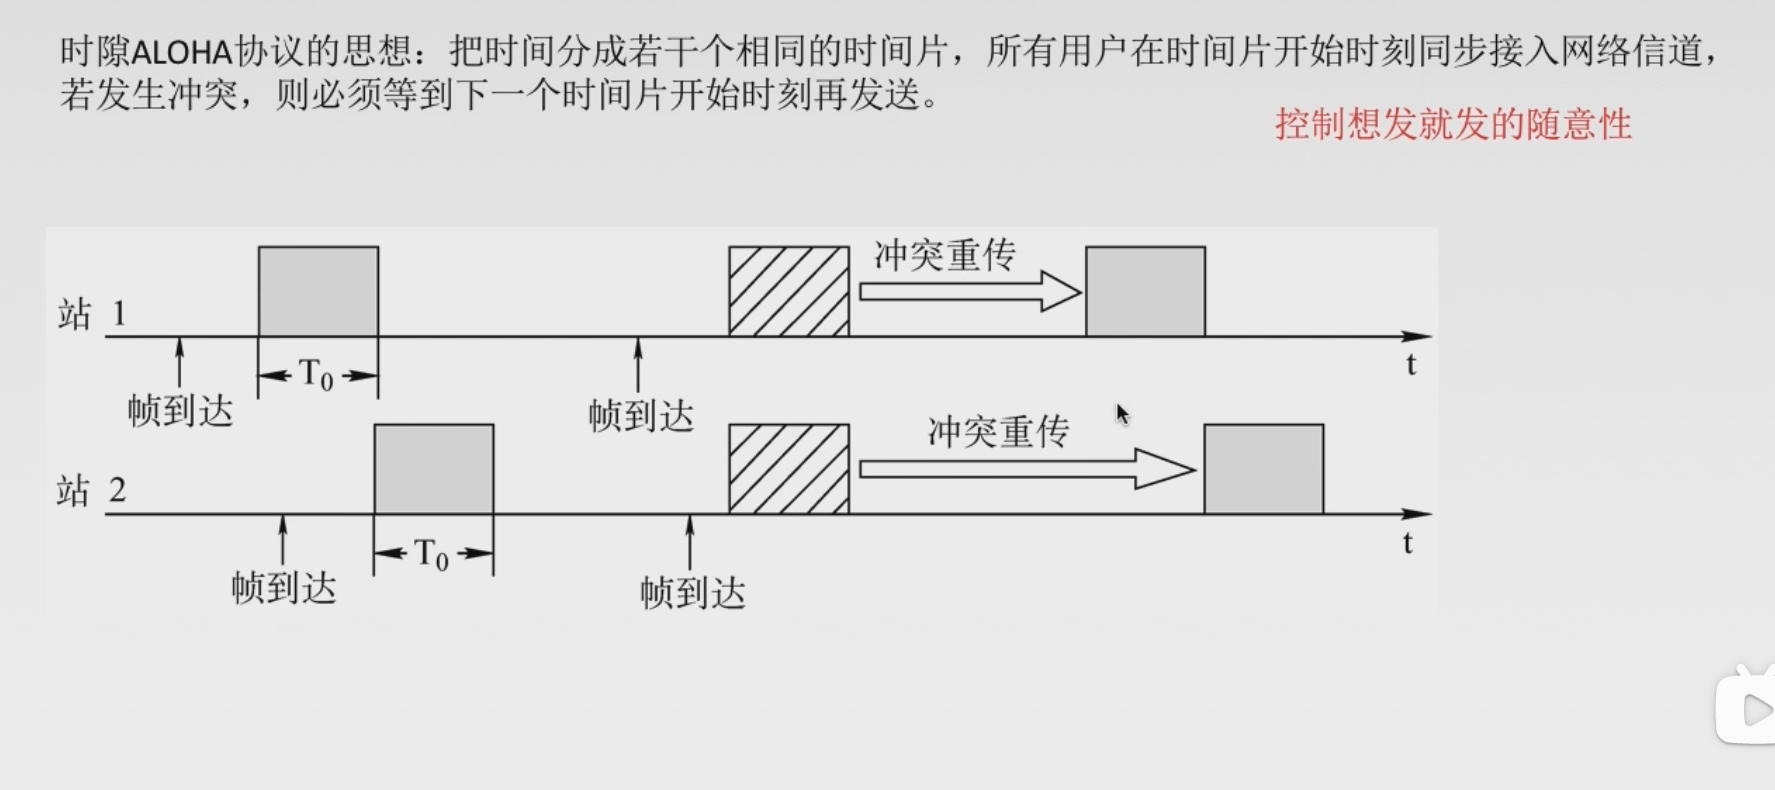 时隙ALOHA协议的思想：把时间分成若干个相同的时间片，所有用户在时间片开始时刻同步接入网络信道，
若发生冲突，则必须等到下一个时间片开始时刻再发送。
控制想发就发的随意性
冲突重传
站 1
T0
t
帧到达
帧到达
冲突重传
站 2
T0
t
帧到达
帧到达